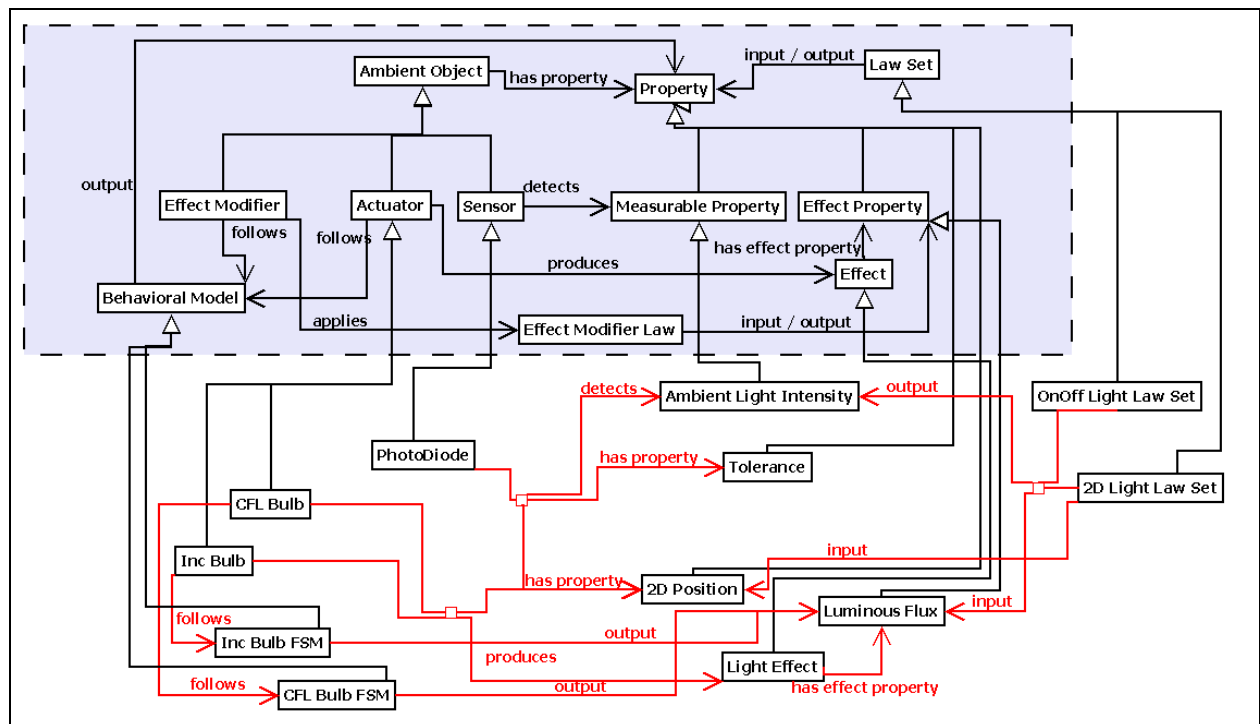 input / output
Ambient Object
has property
Law Set
Property
output
detects
Effect Modifier
Actuator
Sensor
Measurable Property
Effect Property
follows
follows
has effect property
produces
Effect
Behavioral Model
applies
Effect Modifier Law
input / output
detects
Ambient Light Intensity
output
OnOff Light Law Set
PhotoDiode
has property
Tolerance
2D Light Law Set
CFL Bulb
Inc Bulb
input
has property
2D Position
Luminous Flux
input
follows
Inc Bulb FSM
output
produces
Light Effect
follows
CFL Bulb FSM
output
has effect property